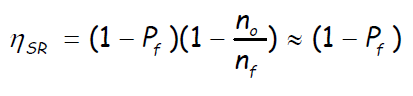 η_SR = (1 − P_f)(1 − n_o/n_f) ≈ (1 − P_f)